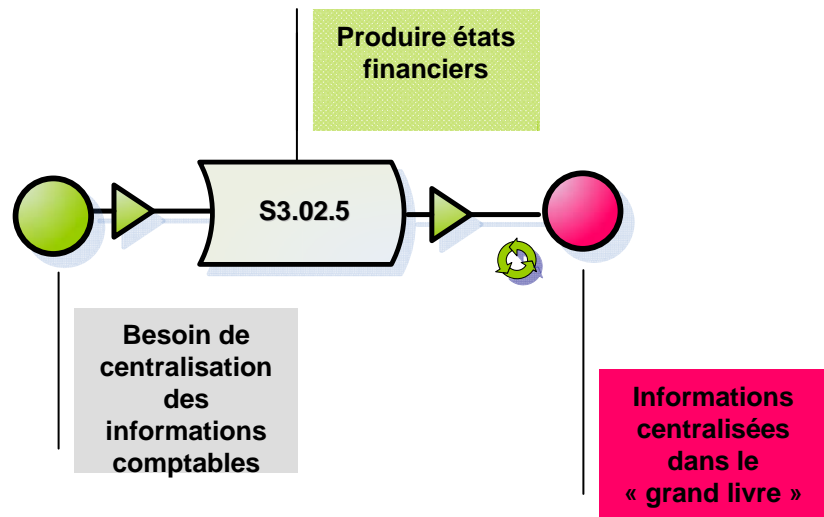 Produire états
financiers
S3.02.5
Besoin de
centralisation
des
informations
comptables
Informations
centralisées
dans le
« grand livre »